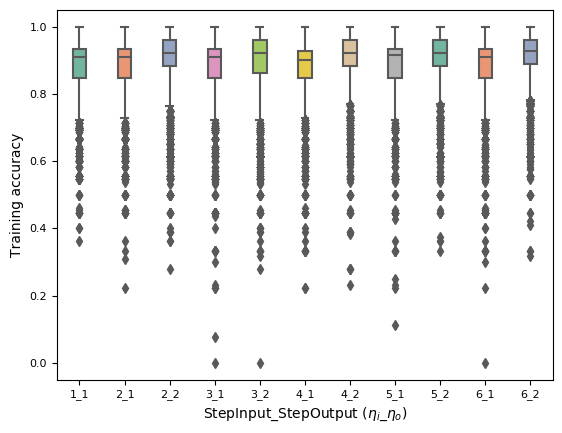 1.0
0.8
0.6
0.4
0.2
0.0
Training accuracy
1_1 2_1 2_2 3_1 3_2 4_1 4_2 5_1 5_2 6_1 6_2
StepInput_StepOutput (ηi_ηo)